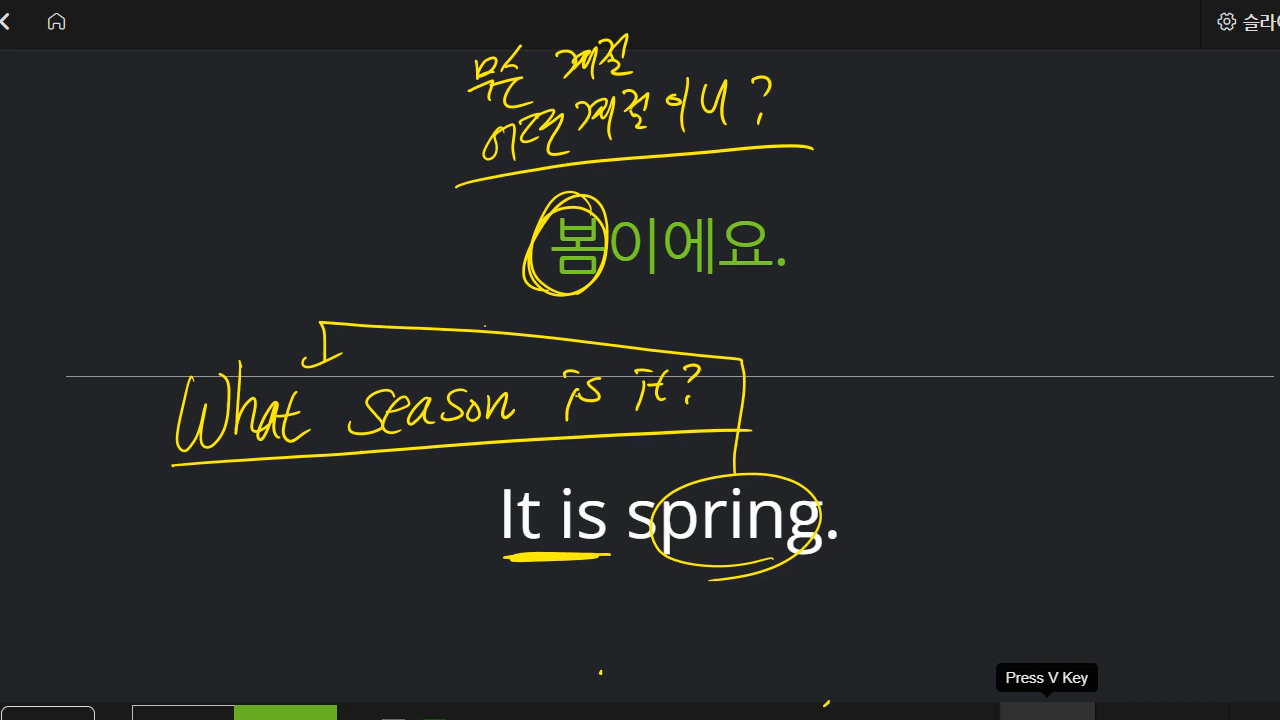 슬라이
무슨 계절
어떤 계절이니?
봄이에요.
What season is it?
It is spring.
Press V Key